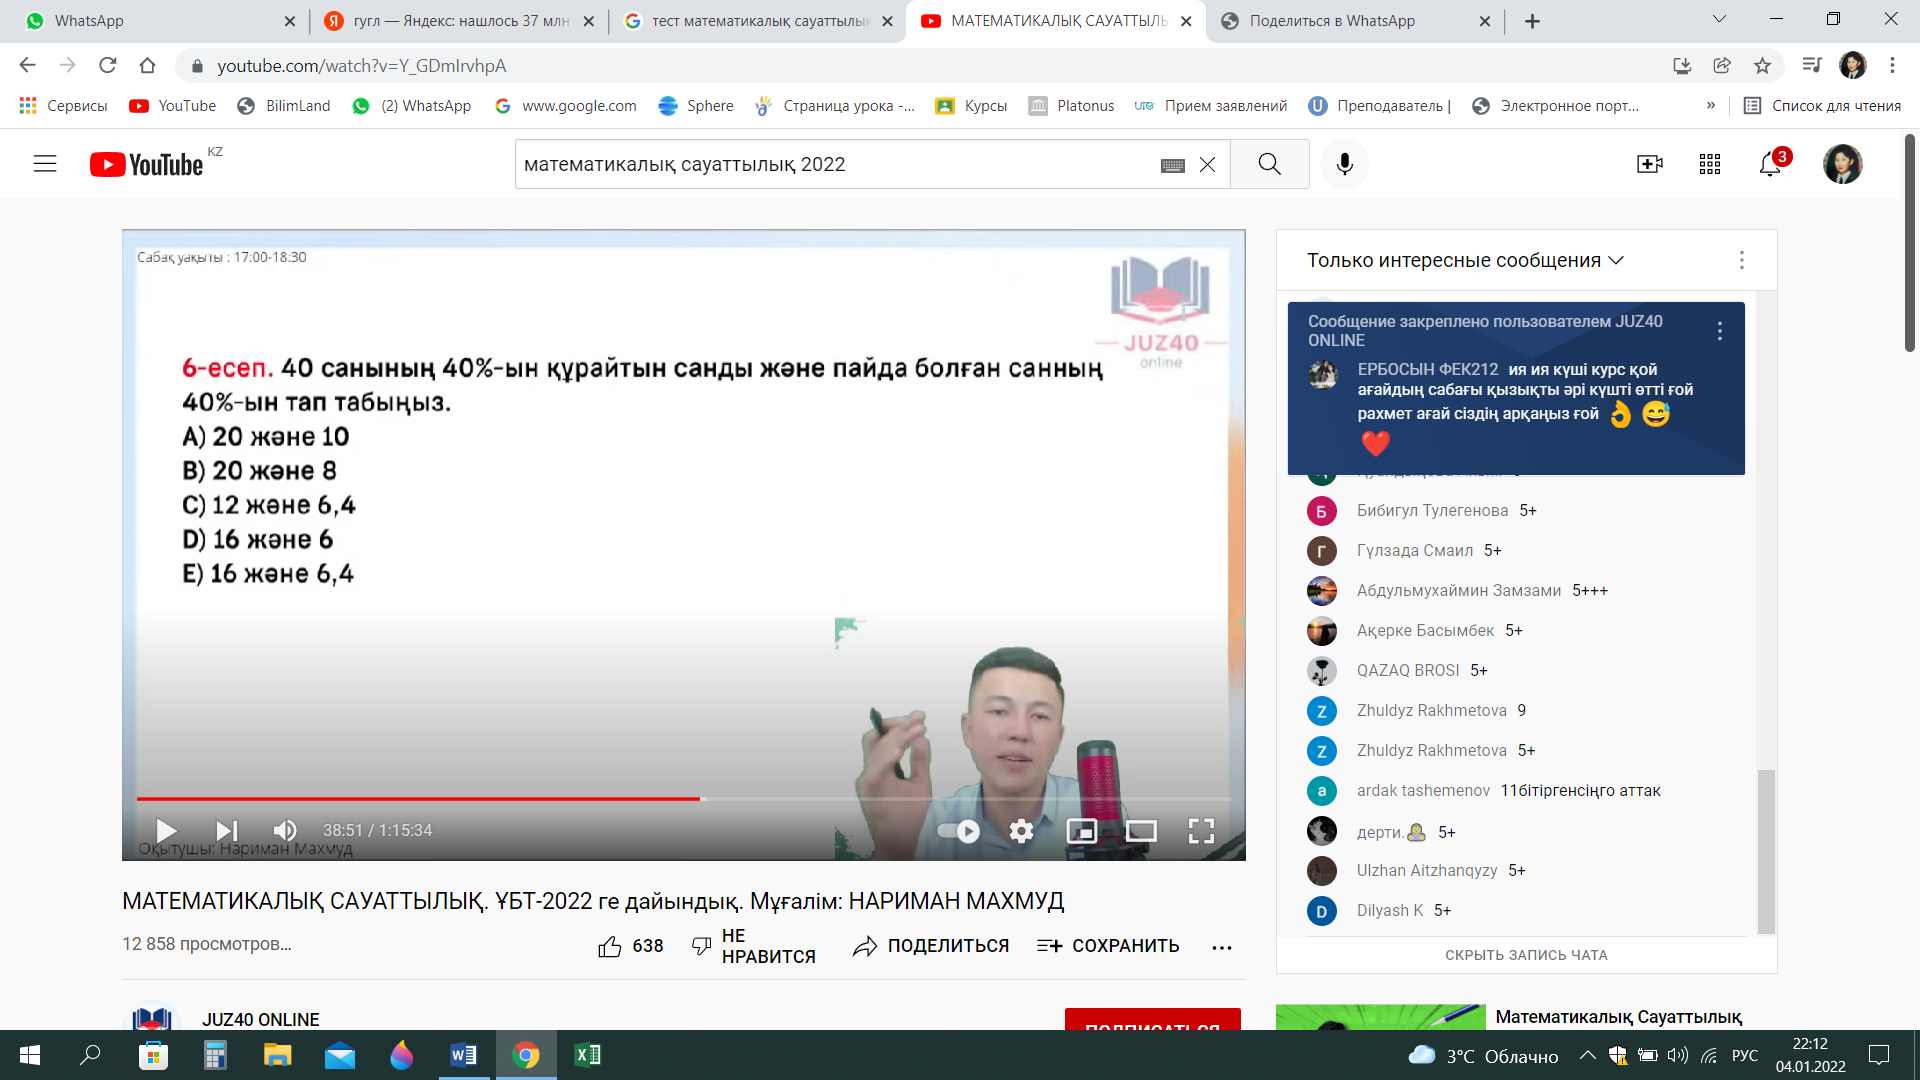 WhatsApp
гугл — Яндекс: нашлось 37 млн
тест математикалық сауаттылық
МАТЕМАТИКАЛЫҚ САУАТТЫЛЬ
Поделиться в WhatsApp
youtube.com/watch?v=Y_GDmIrvhpA
Сервисы
YouTube
BilimLand
(2) WhatsApp
www.google.com
Sphere
Страница урока -...
Курсы
Platonus
Прием заявлений
Преподаватель |
Электронное порт...
»
Список для чтения
YouTube KZ
математикалық сауаттылық 2022
3
Сабақ уақыты : 17:00-18:30
JUZ40
online
6-есеп. 40 санының 40%-ын құрайтын санды және пайда болған санның
40%-ын тап табыңыз.
A) 20 және 10
B) 20 және 8
C) 12 және 6,4
D) 16 және 6
E) 16 және 6,4
38:51 / 1:15:34
Оқытушы: Нариман Махмуд
МАТЕМАТИКАЛЫҚ САУАТТЫЛЫҚ. ҰБТ-2022 ге дайындық. Мұғалім: НАРИМАН МАХМУД
12 858 просмотров...
638
НЕ
НРАВИТСЯ
ПОДЕЛИТЬСЯ
СОХРАНИТЬ
JUZ40 ONLINE
ПОДПИСАТЬСЯ
Только интересные сообщения
Сообщение закреплено пользователем JUZ40
ONLINE
ЕРБОСЫН ФЕК212 ия ия күші курс қой
ағайдың сабағы қызықты әрі күшті өтті ғой
рахмет ағай сіздің арқаңыз ғой 👌 😅
❤️
Бибигул Тулегенова 5+
Гүлзада Смаил 5+
Абдульмухаймин Замзами 5+++
Ақерке Басымбек 5+
QAZAQ BROSI 5+
Zhuldyz Rakhmetova 9
Zhuldyz Rakhmetova 5+
ardak tashemenov 11бітіргенсіңго аттак
дерти. 5+
Ulzhan Aitzhanqyzy 5+
Dilyash K 5+
СКРЫТЬ ЗАПИСЬ ЧАТА
Математикалық Сауаттылық
3°C Облачно
РУС
22:12
04.01.2022